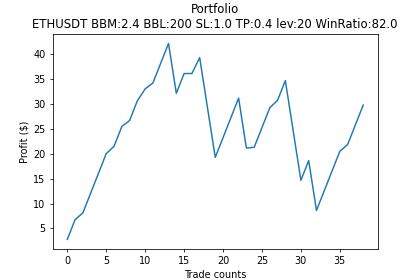 Portfolio
ETHUSDT BBM:2.4 BBL:200 SL:1.0 TP:0.4 lev:20 WinRatio:82.0
40
35
30
25
20
15
10
5
Profit ($)
0 5 10 15 20 25 30 35
Trade counts